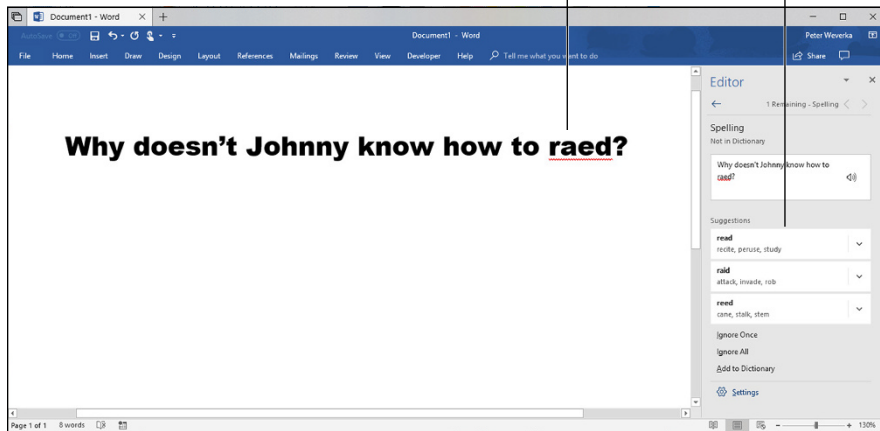 Document1 - Word
AutoSave Off
Document1 - Word
Peter Weverka
File Home Insert Draw Design Layout References Mailings Review View Developer Help Tell me what you want to do
Share
Why doesn't Johnny know how to raed?
Editor
1 Remaining - Spelling
Spelling
Not in Dictionary
Why doesn't Johnny know how to
raed?
Suggestions
read
recite, peruse, study
raid
attack, invade, rob
reed
cane, stalk, stem
Ignore Once
Ignore All
Add to Dictionary
Settings
Page 1 of 1 8 words
130%